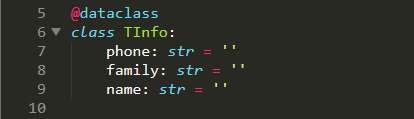 5 @dataclass
6 class TInfo:
7 phone: str = ''
8 family: str = ''
9 name: str = ''
10